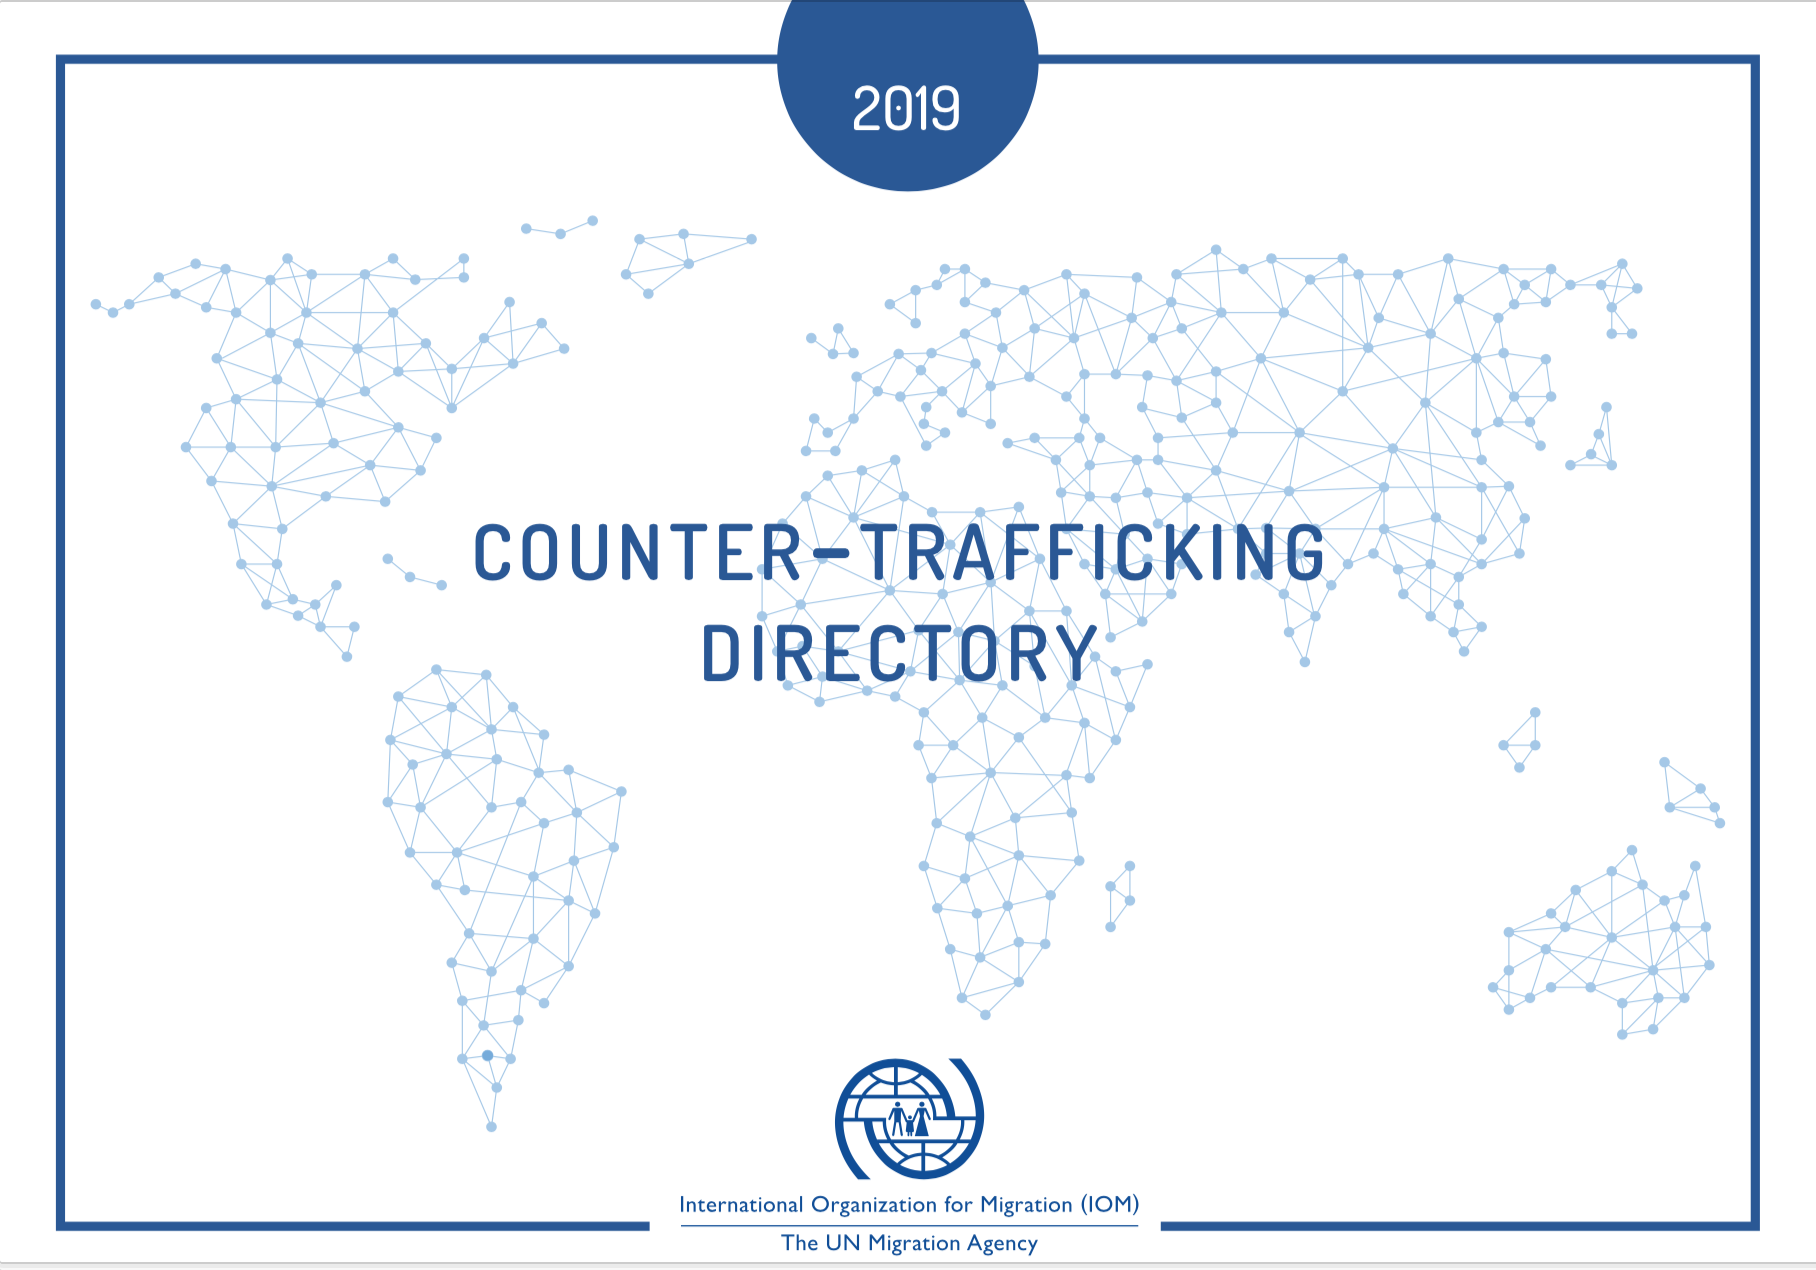 2019
COUNTER-TRAFFICKING
DIRECTORY
International Organization for Migration (IOM)
The UN Migration Agency